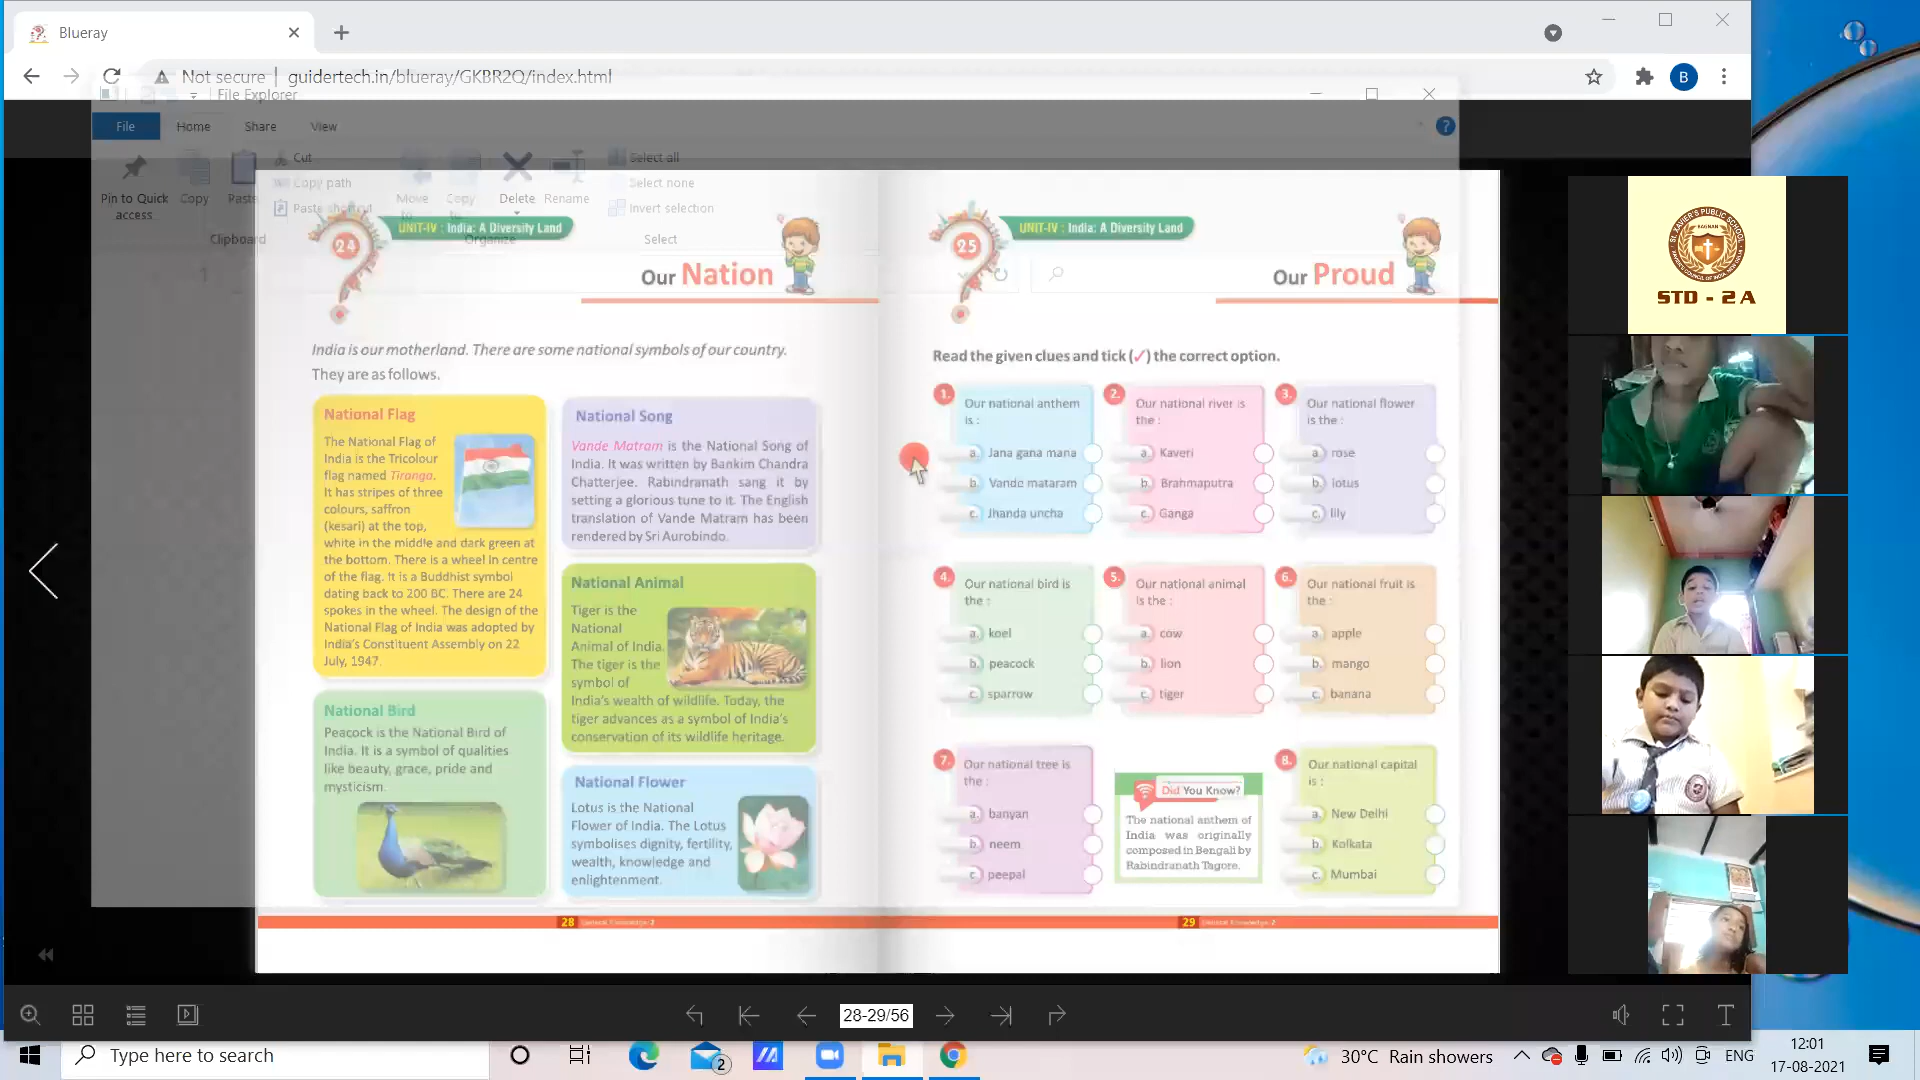 Blueray
Not secure | guidertech.in/blueray/GKBR2Q/index.html
B
File Explorer
File Home Share View
?
Pin to Quick access
Copy
Paste
Cut
Copy path
Paste shortcut
Clipboard
Move to
Copy to
Delete
Rename
Organize
Select all
Select none
Invert selection
Select
24
UNIT-IV : India: A Diversity Land
Our Nation
India is our motherland. There are some national symbols of our country.
They are as follows.
National Flag
The National Flag of
India is the Tricolour
flag named Tiranga.
It has stripes of three
colours, saffron
(kesari) at the top,
white in the middle and dark green at
the bottom. There is a wheel in centre
of the flag. It is a Buddhist symbol
dating back to 200 BC. There are 24
spokes in the wheel. The design of the
National Flag of India was adopted by
India's Constituent Assembly on 22
July, 1947.
National Bird
Peacock is the National Bird of
India. It is a symbol of qualities
like beauty, grace, pride and
mysticism.
National Song
Vande Matram is the National Song of
India. It was written by Bankim Chandra
Chatterjee. Rabindranath sang it by
setting a glorious tune to it. The English
translation of Vande Matram has been
rendered by Sri Aurobindo.
National Animal
Tiger is the
National
Animal of India.
The tiger is the
symbol of
India's wealth of wildlife. Today, the
tiger advances as a symbol of India's
conservation of its wildlife heritage.
National Flower
Lotus is the National
Flower of India. The Lotus
symbolises dignity, fertility,
wealth, knowledge and
enlightenment.
28 General Knowledge-2
25
UNIT-IV : India: A Diversity Land
Our Proud
Read the given clues and tick (✓) the correct option.
1. Our national anthem
is :
a. Jana gana mana
b. Vande mataram
c. Jhanda uncha
2. Our national river is
the :
a. Kaveri
b. Brahmaputra
c. Ganga
3. Our national flower
is the :
a. rose
b. lotus
c. lily
4. Our national bird is
the :
a. koel
b. peacock
c. sparrow
5. Our national animal
is the :
a. cow
b. lion
c. tiger
6. Our national fruit is
the :
a. apple
b. mango
c. banana
7. Our national tree is
the :
a. banyan
b. neem
c. peepal
Did You Know?
The national anthem of
India was originally
composed in Bengali by
Rabindranath Tagore.
8. Our national capital
is :
a. New Delhi
b. Kolkata
c. Mumbai
29 General Knowledge-2
STD - 2 A
28-29/56
T
Type here to search
2
30°C Rain showers
ENG
12:01
17-08-2021